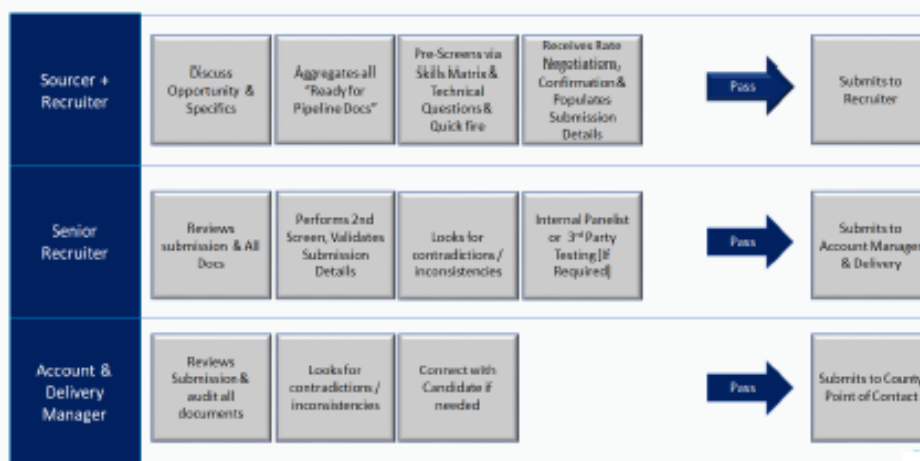 Sourcer +
Recruiter
Discuss
Opportunity &
Specifics
Aggregates all
"Ready for
Pipeline Docs"
Pre-Screens via
Skills Matrix &
Technical
Questions &
Quick fire
Receives Rate
Negotiations,
Confirmation &
Populates
Submission
Details
Pass
Submits to
Recruiter
Senior
Recruiter
Reviews
submission & All
Docs
Performs 2nd
Screen, Validates
Submission
Details
Looks for
contradictions /
inconsistencies
Internal Panelist
or 3rd Party
Testing [If
Required]
Pass
Submits to
Account Manager
& Delivery
Account &
Delivery
Manager
Reviews
Submission &
audit all
documents
Looks for
contradictions /
inconsistencies
Connect with
Candidate if
needed
Pass
Submits to County
Point of Contact